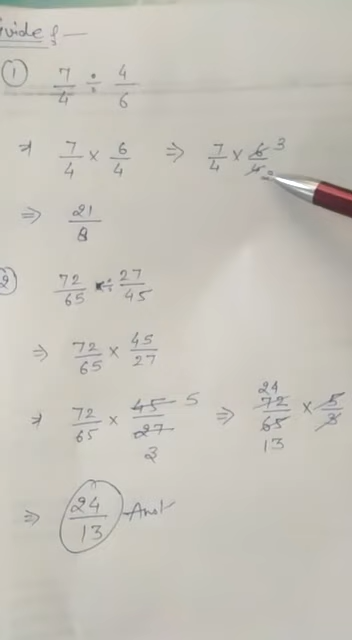 ① 7/4 ÷ 4/6
⇒ 7/4 × 6/4 ⇒ 7/4 × 6/4 3
⇒ 21/8
2 72/65 ÷ 27/45
⇒ 72/65 × 45/27
⇒ 72/65 × 45/27 5 3 ⇒ 24 72/65 13 × 5/3
⇒ 24/13 Ans